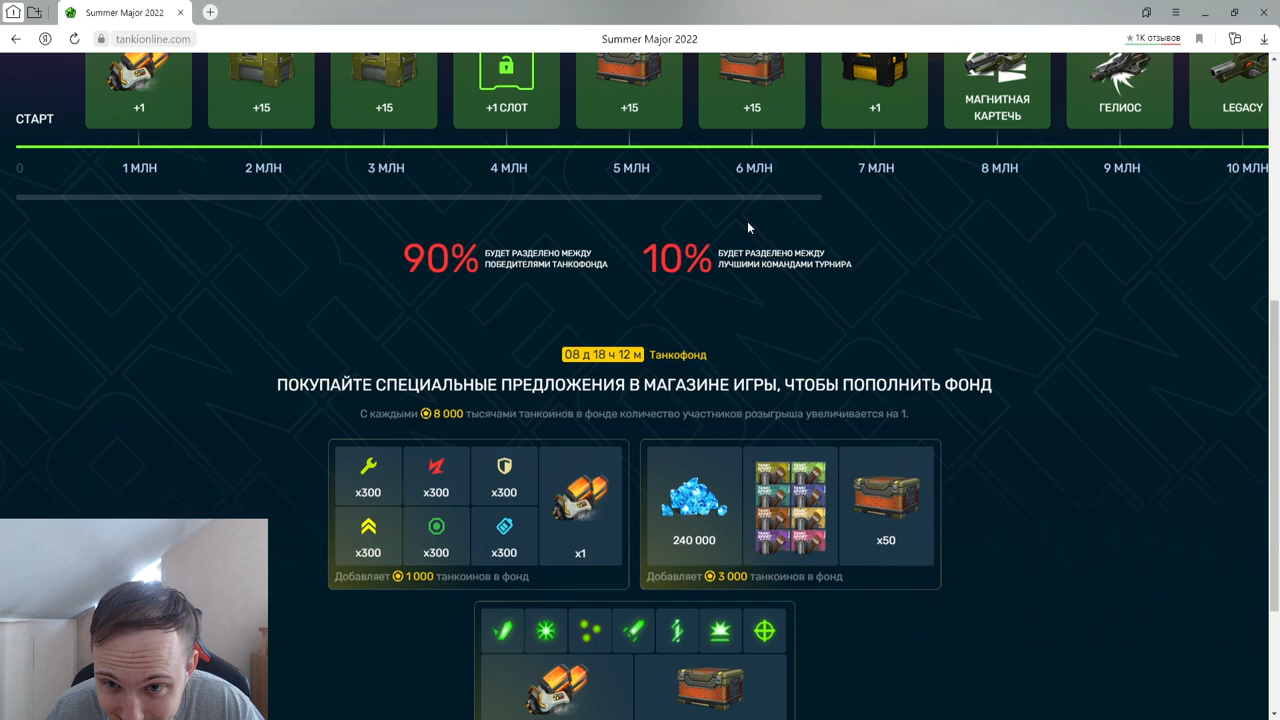 Summer Major 2022
tankionline.com
Summer Major 2022
1К отзывов
СТАРТ
+1
+15
+15
+1 СЛОТ
+15
+15
+1
МАГНИТНАЯ
КАРТЕЧЬ
ГЕЛИОС
LEGACY
0
1 МЛН
2 МЛН
3 МЛН
4 МЛН
5 МЛН
6 МЛН
7 МЛН
8 МЛН
9 МЛН
10 МЛН
90% БУДЕТ РАЗДЕЛЕНО МЕЖДУ
ПОБЕДИТЕЛЯМИ ТАНКОФОНДА
10% БУДЕТ РАЗДЕЛЕНО МЕЖДУ
ЛУЧШИМИ КОМАНДАМИ ТУРНИРА
08 д 18 ч 12 м Танкофонд
ПОКУПАЙТЕ СПЕЦИАЛЬНЫЕ ПРЕДЛОЖЕНИЯ В МАГАЗИНЕ ИГРЫ, ЧТОБЫ ПОПОЛНИТЬ ФОНД
С каждыми 8 000 тысячами танкоинов в фонде количество участников розыгрыша увеличивается на 1.
x300
x300
x300
x300
x300
x300
x1
Добавляет 1 000 танкоинов в фонд
240 000
x50
Добавляет 3 000 танкоинов в фонд